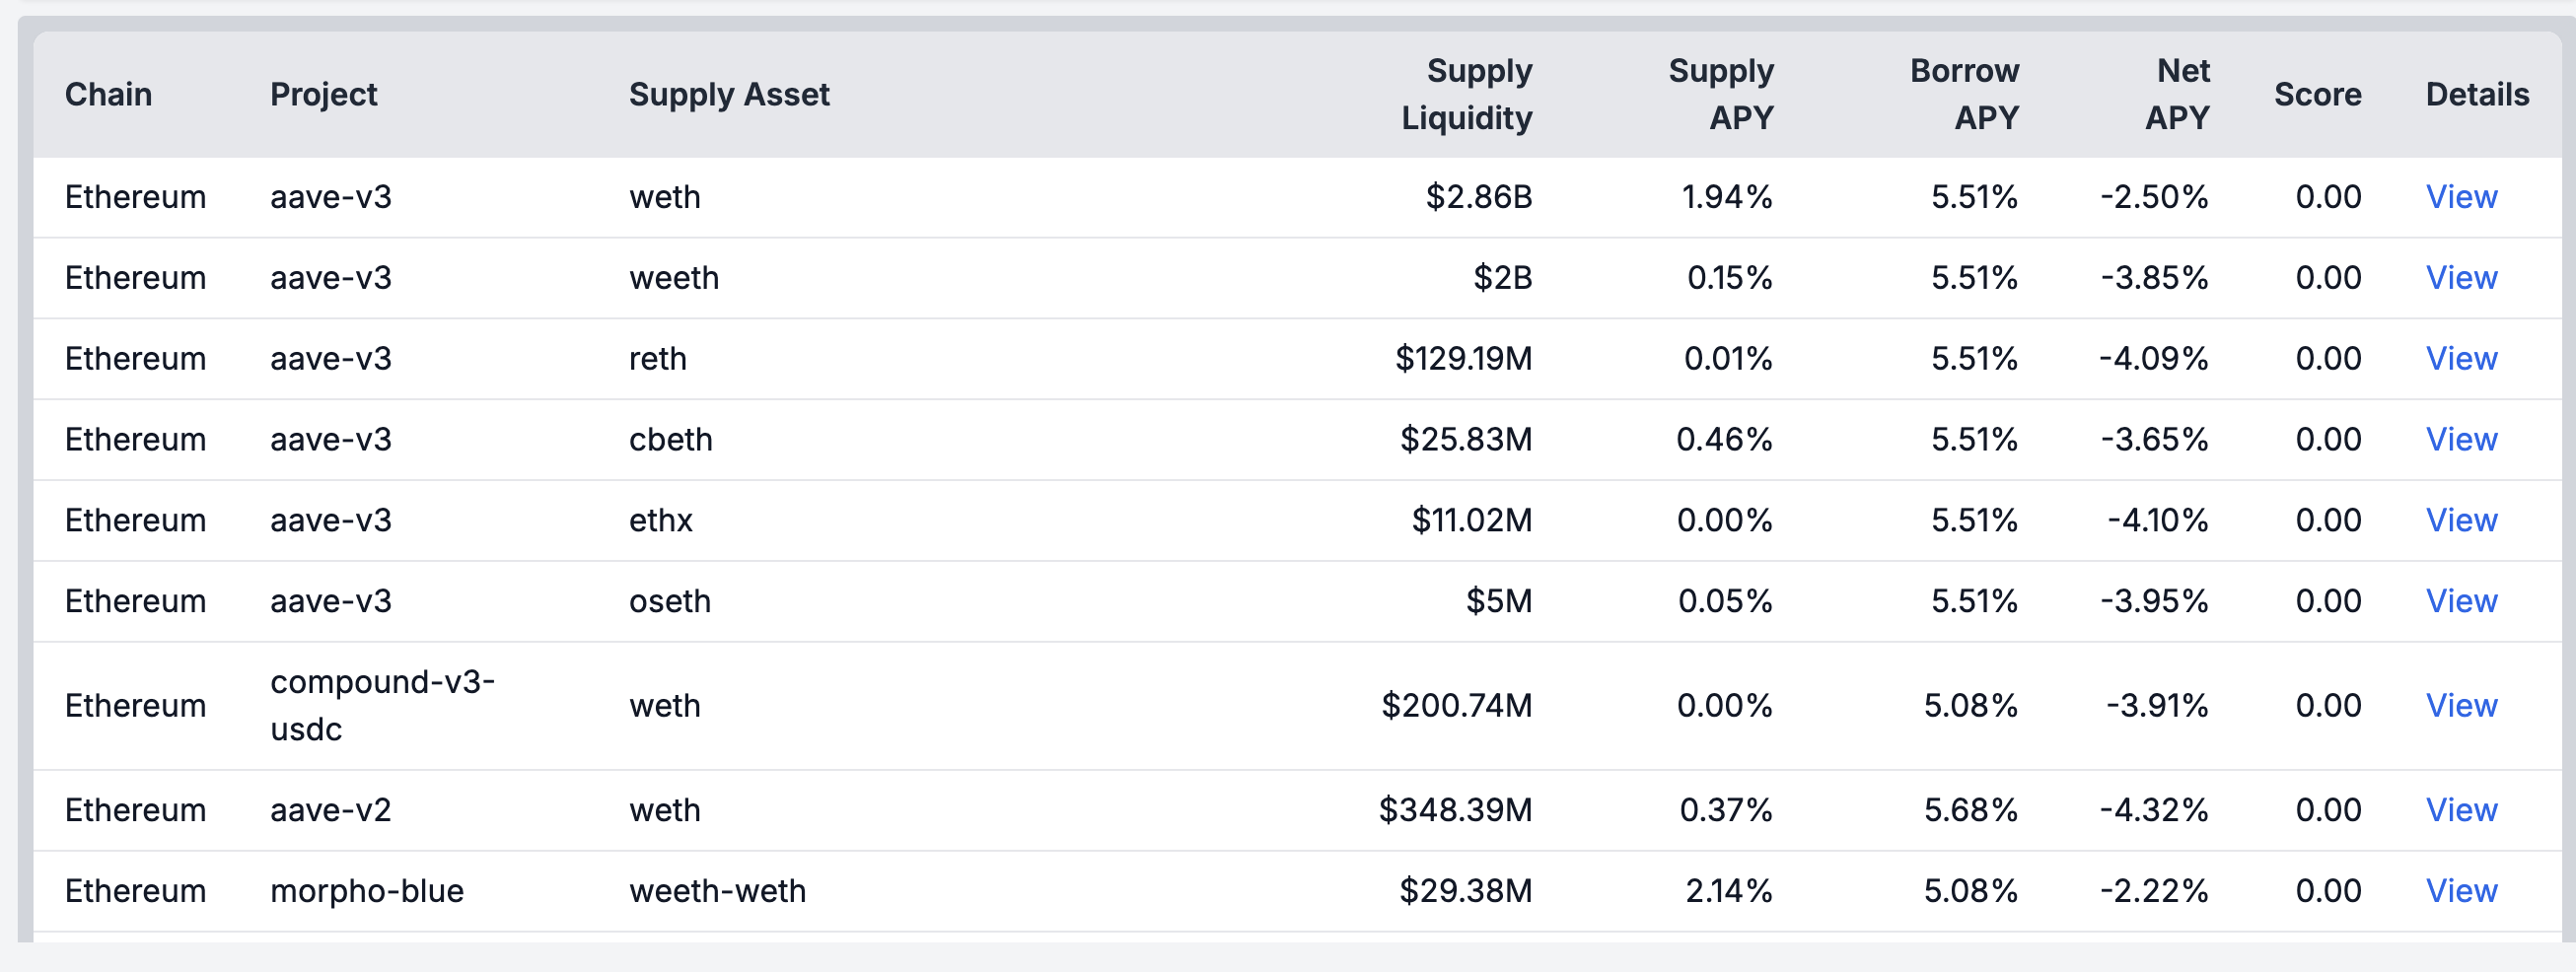 Chain Project Supply Asset Supply Liquidity Supply APY Borrow APY Net APY Score Details
Ethereum aave-v3 weth $2.86B 1.94% 5.51% -2.50% 0.00 View
Ethereum aave-v3 weeth $2B 0.15% 5.51% -3.85% 0.00 View
Ethereum aave-v3 reth $129.19M 0.01% 5.51% -4.09% 0.00 View
Ethereum aave-v3 cbeth $25.83M 0.46% 5.51% -3.65% 0.00 View
Ethereum aave-v3 ethx $11.02M 0.00% 5.51% -4.10% 0.00 View
Ethereum aave-v3 oseth $5M 0.05% 5.51% -3.95% 0.00 View
Ethereum compound-v3-usdc weth $200.74M 0.00% 5.08% -3.91% 0.00 View
Ethereum aave-v2 weth $348.39M 0.37% 5.68% -4.32% 0.00 View
Ethereum morpho-blue weeth-weth $29.38M 2.14% 5.08% -2.22% 0.00 View